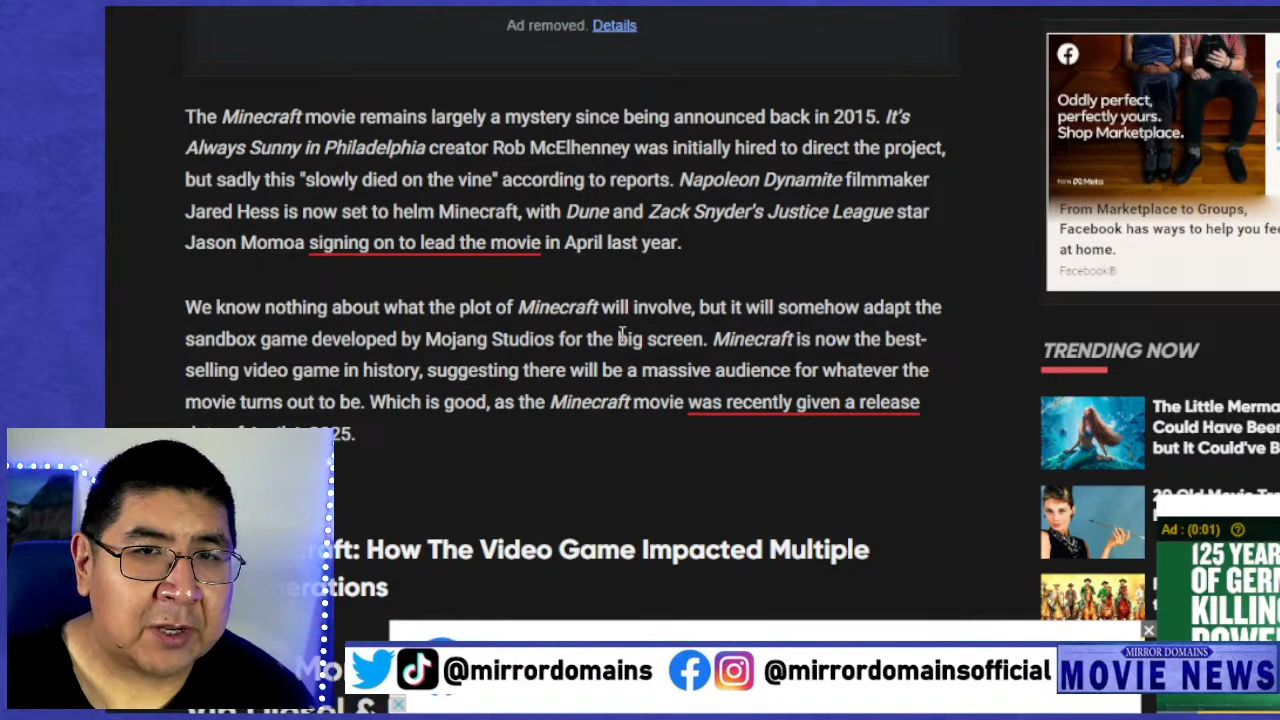 Ad removed. Details
The Minecraft movie remains largely a mystery since being announced back in 2015. It's
Always Sunny in Philadelphia creator Rob McElhenney was initially hired to direct the project,
but sadly this "slowly died on the vine" according to reports. Napoleon Dynamite filmmaker
Jared Hess is now set to helm Minecraft, with Dune and Zack Snyder's Justice League star
Jason Momoa signing on to lead the movie in April last year.
We know nothing about what the plot of Minecraft will involve, but it will somehow adapt the
sandbox game developed by Mojang Studios for the big screen. Minecraft is now the best-
selling video game in history, suggesting there will be a massive audience for whatever the
movie turns out to be. Which is good, as the Minecraft movie was recently given a release
How The Video Game Impacted Multiple
Oddly perfect,
perfectly yours.
Shop Marketplace.
from Meta
From Marketplace to Groups,
Facebook has ways to help you
at home.
Facebook®
TRENDING NOW
The Little
Could Have Been
but It Could've
20 Old Movie
Ad : (0:01)
125 YEARS
OF
KILLING
POWER
@mirrordomains @mirrordomainsofficial
MIRROR DOMAINS
MOVIE NEWS